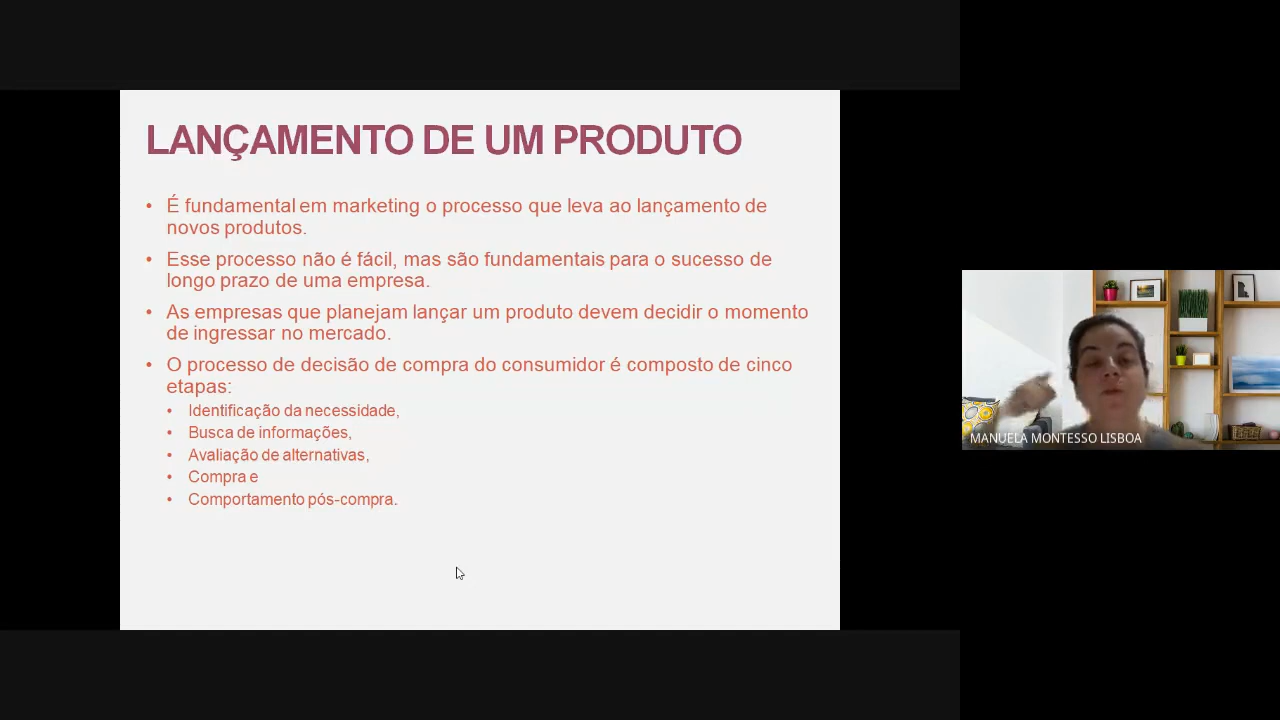 LANÇAMENTO DE UM PRODUTO
• É fundamental em marketing o processo que leva ao lançamento de
novos produtos.
• Esse processo não é fácil, mas são fundamentais para o sucesso de
longo prazo de uma empresa.
• As empresas que planejam lançar um produto devem decidir o momento
de ingressar no mercado.
• O processo de decisão de compra do consumidor é composto de cinco
etapas:
• Identificação da necessidade,
• Busca de informações,
• Avaliação de alternativas,
• Compra e
• Comportamento pós-compra.
MANUELA MONTESSO LISBOA